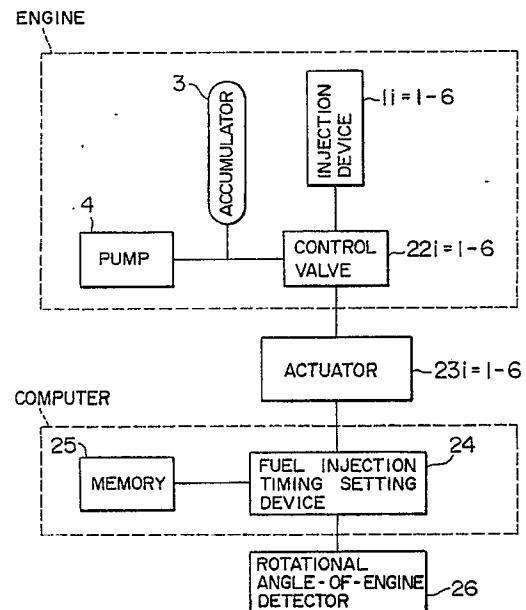 ENGINE
3
ACCUMULATOR
INJECTION
DEVICE
1i=1-6
4
PUMP
CONTROL
VALVE
22i=1-6
ACTUATOR
23i=1-6
COMPUTER
25
MEMORY
FUEL INJECTION
TIMING SETTING
DEVICE
24
ROTATIONAL
ANGLE-OF-ENGINE
DETECTOR
26